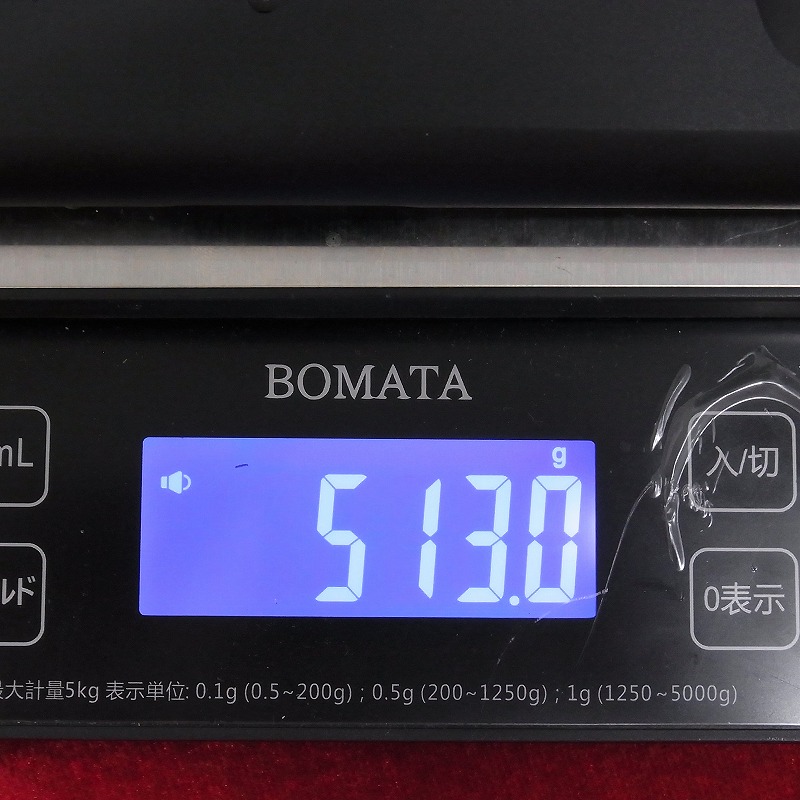 BOMATA
mL
g
入/切
513.0
ルド
0表示
最大計量5kg 表示単位: 0.1g (0.5~200g) ; 0.5g (200~1250g) ; 1g (1250~5000g)